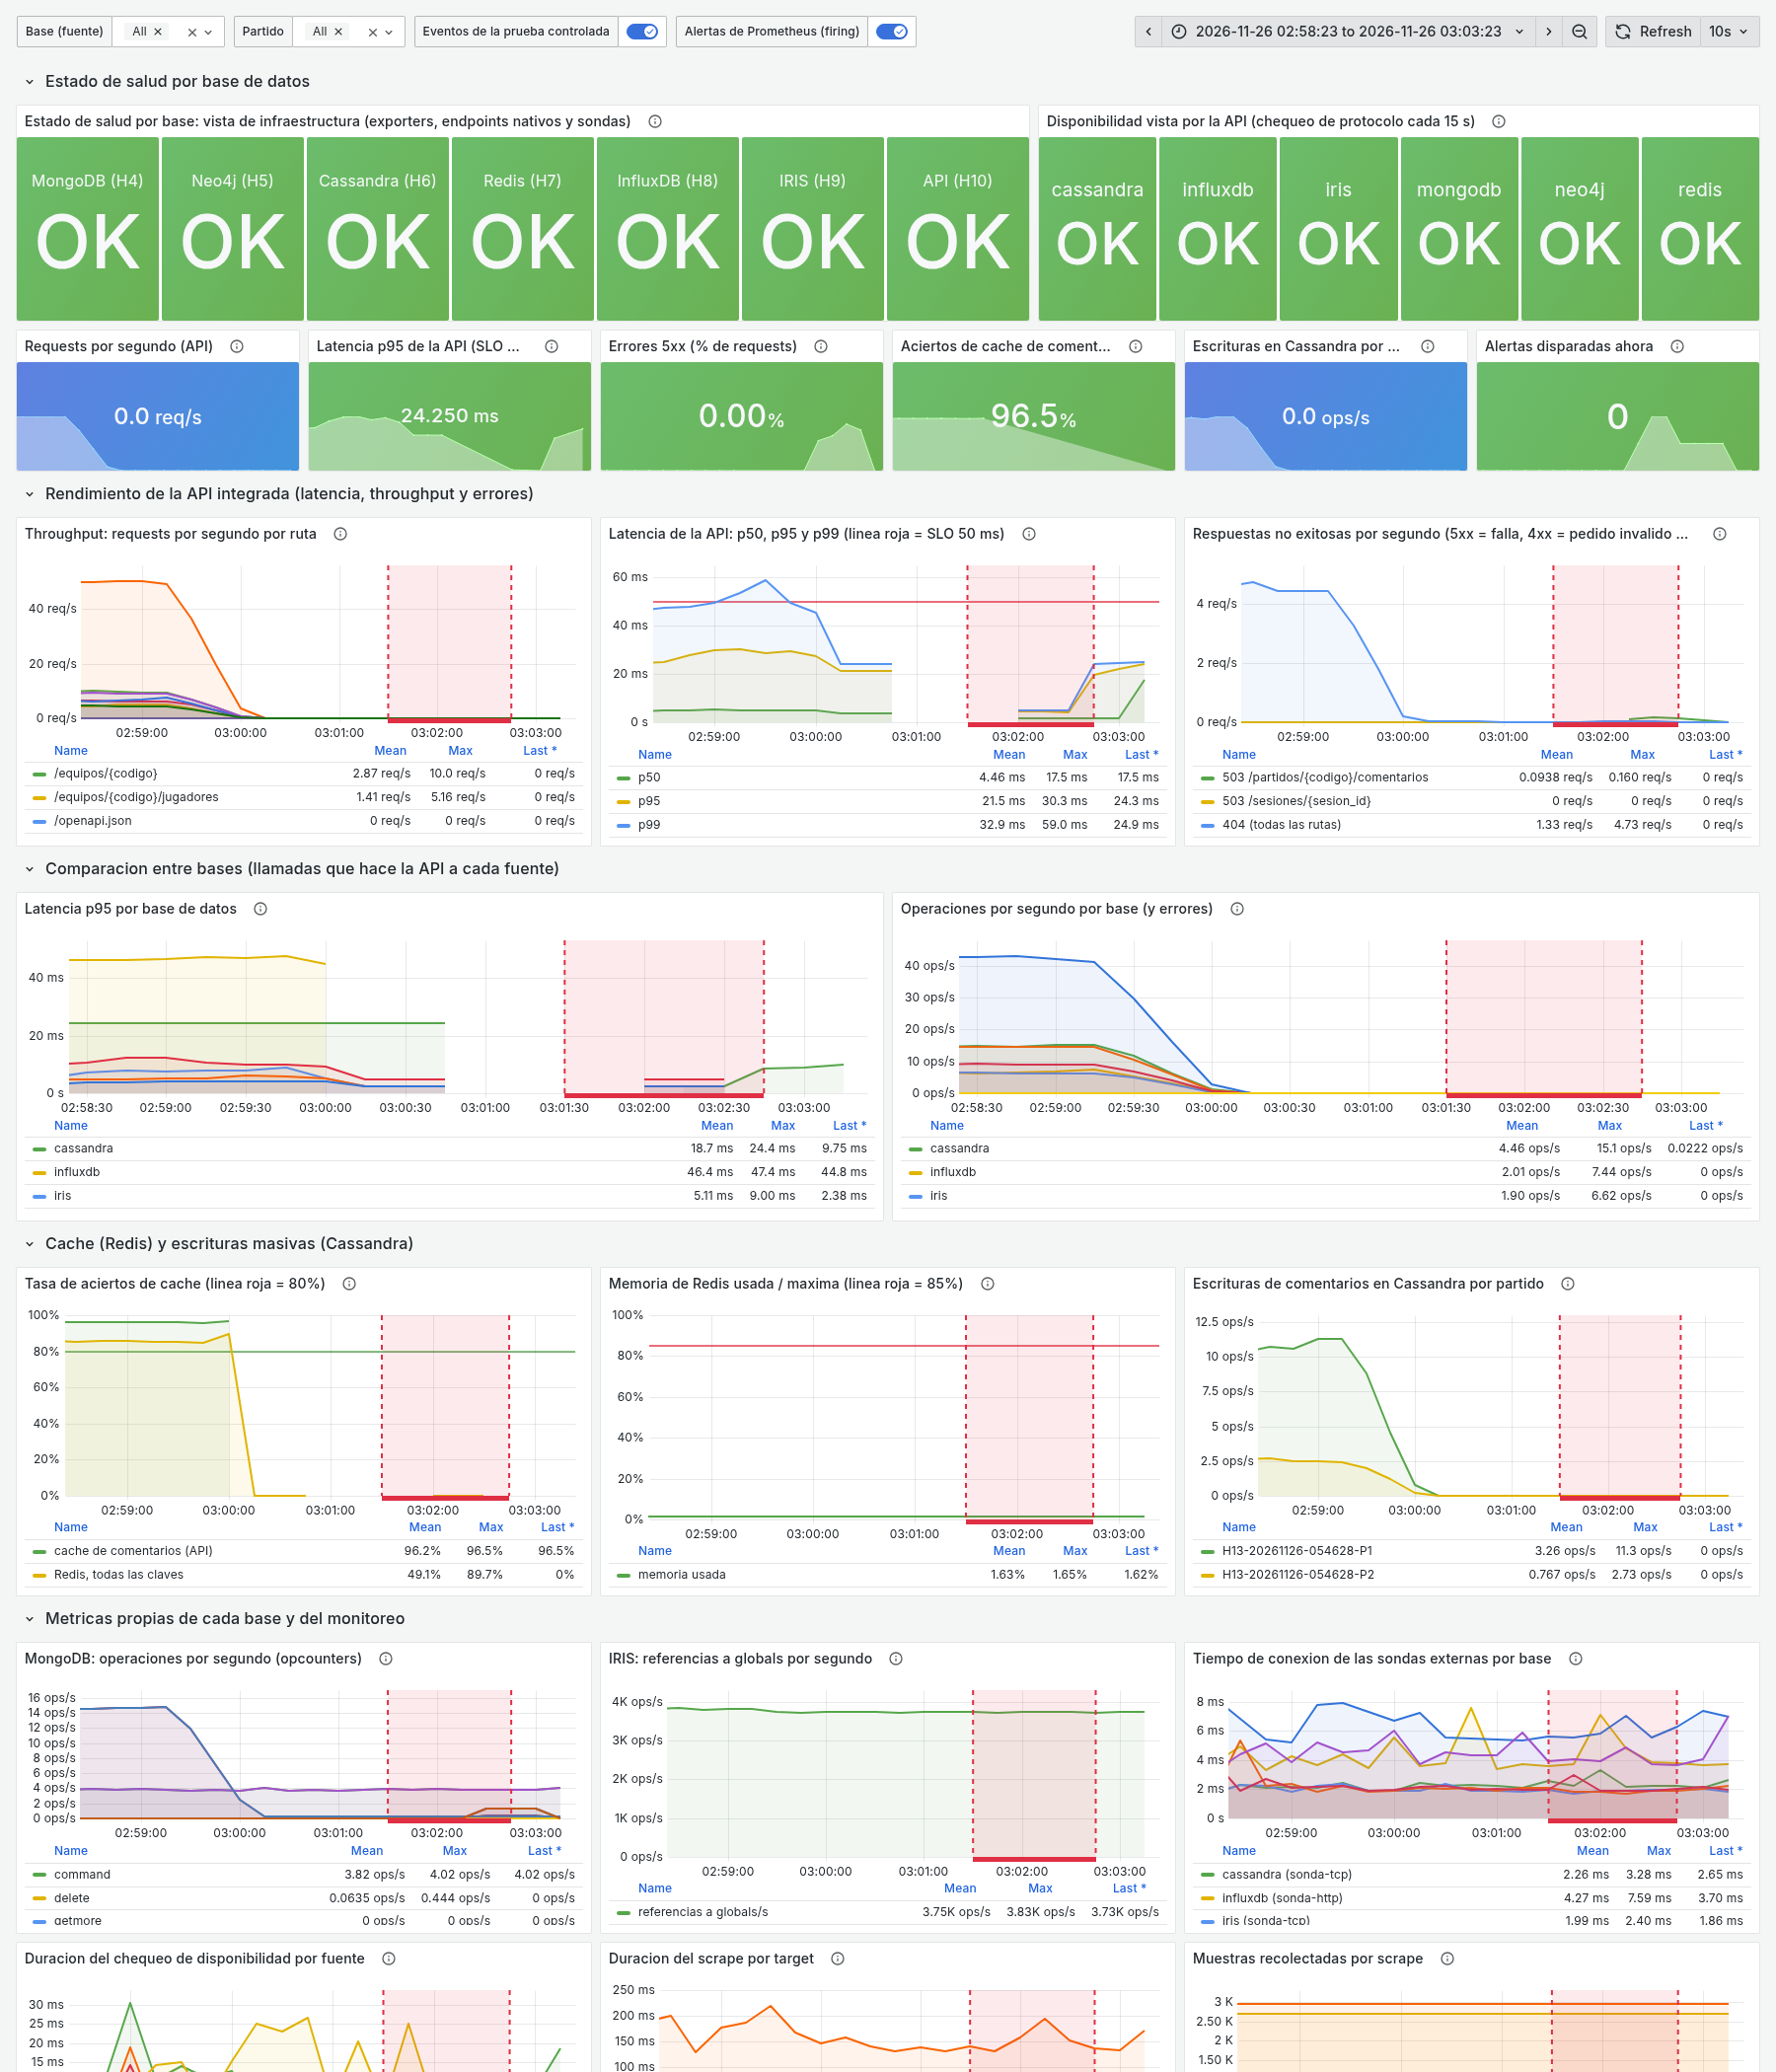 Base (fuente) All × × Partido All × × Eventos de la prueba controlada Alertas de Prometheus (firing) 2026-11-26 02:58:23 to 2026-11-26 03:03:23 Refresh 10s
Estado de salud por base de datos
Estado de salud por base: vista de infraestructura (exporters, endpoints nativos y sondas)
MongoDB (H4) Neo4j (H5) Cassandra (H6) Redis (H7) InfluxDB (H8) IRIS (H9) API (H10)
OK OK OK OK OK OK OK
Disponibilidad vista por la API (chequeo de protocolo cada 15 s)
cassandra influxdb iris mongodb neo4j redis
OK OK OK OK OK OK
Requests por segundo (API)
0.0 req/s
Latencia p95 de la API (SLO ...
24.250 ms
Errores 5xx (% de requests)
0.00%
Aciertos de cache de coment...
96.5%
Escrituras en Cassandra por ...
0.0 ops/s
Alertas disparadas ahora
0
Rendimiento de la API integrada (latencia, throughput y errores)
Throughput: requests por segundo por ruta
40 req/s
20 req/s
0 req/s
02:59:00 03:00:00 03:01:00 03:02:00 03:03:00
Name Mean Max Last *
/equipos/{codigo} 2.87 req/s 10.0 req/s 0 req/s
/equipos/{codigo}/jugadores 1.41 req/s 5.16 req/s 0 req/s
/openapi.json 0 req/s 0 req/s 0 req/s
Latencia de la API: p50, p95 y p99 (linea roja = SLO 50 ms)
60 ms
40 ms
20 ms
0 s
02:59:00 03:00:00 03:01:00 03:02:00 03:03:00
Name Mean Max Last *
p50 4.46 ms 17.5 ms 17.5 ms
p95 21.5 ms 30.3 ms 24.3 ms
p99 32.9 ms 59.0 ms 24.9 ms
Respuestas no exitosas por segundo (5xx = falla, 4xx = pedido invalido ...
4 req/s
2 req/s
0 req/s
02:59:00 03:00:00 03:01:00 03:02:00 03:03:00
Name Mean Max Last *
503 /partidos/{codigo}/comentarios 0.0938 req/s 0.160 req/s 0 req/s
503 /sesiones/{sesion_id} 0 req/s 0 req/s 0 req/s
404 (todas las rutas) 1.33 req/s 4.73 req/s 0 req/s
Comparacion entre bases (llamadas que hace la API a cada fuente)
Latencia p95 por base de datos
40 ms
20 ms
0 s
02:58:30 02:59:00 02:59:30 03:00:00 03:00:30 03:01:00 03:01:30 03:02:00 03:02:30 03:03:00
Name Mean Max Last *
cassandra 18.7 ms 24.4 ms 9.75 ms
influxdb 46.4 ms 47.4 ms 44.8 ms
iris 5.11 ms 9.00 ms 2.38 ms
Operaciones por segundo por base (y errores)
40 ops/s
30 ops/s
20 ops/s
10 ops/s
0 ops/s
02:58:30 02:59:00 02:59:30 03:00:00 03:00:30 03:01:00 03:01:30 03:02:00 03:02:30 03:03:00
Name Mean Max Last *
cassandra 4.46 ops/s 15.1 ops/s 0.0222 ops/s
influxdb 2.01 ops/s 7.44 ops/s 0 ops/s
iris 1.90 ops/s 6.62 ops/s 0 ops/s
Cache (Redis) y escrituras masivas (Cassandra)
Tasa de aciertos de cache (linea roja = 80%)
100%
80%
60%
40%
20%
0%
02:59:00 03:00:00 03:01:00 03:02:00 03:03:00
Name Mean Max Last *
cache de comentarios (API) 96.2% 96.5% 96.5%
Redis, todas las claves 49.1% 89.7% 0%
Memoria de Redis usada / maxima (linea roja = 85%)
100%
80%
60%
40%
20%
0%
02:59:00 03:00:00 03:01:00 03:02:00 03:03:00
Name Mean Max Last *
memoria usada 1.63% 1.65% 1.62%
Escrituras de comentarios en Cassandra por partido
12.5 ops/s
10 ops/s
7.5 ops/s
5 ops/s
2.5 ops/s
0 ops/s
02:59:00 03:00:00 03:01:00 03:02:00 03:03:00
Name Mean Max Last *
H13-20261126-054628-P1 3.26 ops/s 11.3 ops/s 0 ops/s
H13-20261126-054628-P2 0.767 ops/s 2.73 ops/s 0 ops/s
Metricas propias de cada base y del monitoreo
MongoDB: operaciones por segundo (opcounters)
16 ops/s
14 ops/s
12 ops/s
10 ops/s
8 ops/s
6 ops/s
4 ops/s
2 ops/s
0 ops/s
02:59:00 03:00:00 03:01:00 03:02:00 03:03:00
Name Mean Max Last *
command 3.82 ops/s 4.02 ops/s 4.02 ops/s
delete 0.0635 ops/s 0.444 ops/s 0 ops/s
getmore 0 ops/s 0 ops/s 0 ops/s
IRIS: referencias a globals por segundo
4K ops/s
3K ops/s
2K ops/s
1K ops/s
0 ops/s
02:59:00 03:00:00 03:01:00 03:02:00 03:03:00
Name Mean Max Last *
referencias a globals/s 3.75K ops/s 3.83K ops/s 3.73K ops/s
Tiempo de conexion de las sondas externas por base
8 ms
6 ms
4 ms
2 ms
0 s
02:59:00 03:00:00 03:01:00 03:02:00 03:03:00
Name Mean Max Last *
cassandra (sonda-tcp) 2.26 ms 3.28 ms 2.65 ms
influxdb (sonda-http) 4.27 ms 7.59 ms 3.70 ms
iris (sonda-tcp) 1.99 ms 2.40 ms 1.86 ms
Duracion del chequeo de disponibilidad por fuente
30 ms
25 ms
20 ms
15 ms
Duracion del scrape por target
250 ms
200 ms
150 ms
100 ms
Muestras recolectadas por scrape
3 K
2.50 K
2 K
1.50 K